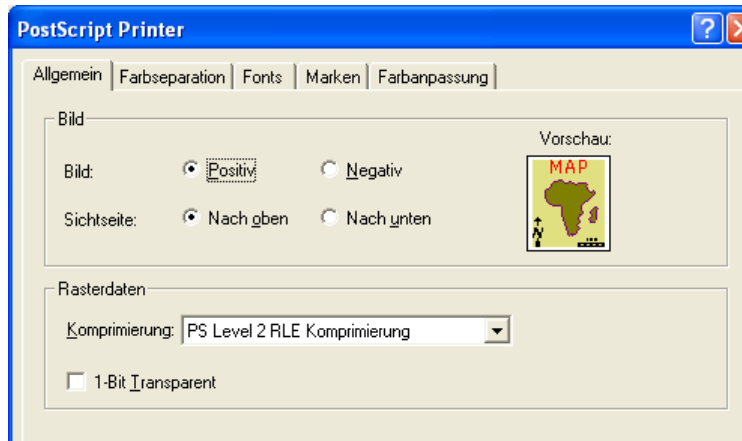 PostScript Printer
Allgemein Farbseparation Fonts Marken Farbanpassung
Bild
Vorschau:
Bild: Positiv Negativ
MAP
Sichtseite: Nach oben Nach unten
N
Rasterdaten
Komprimierung: PS Level 2 RLE Komprimierung
1-Bit Transparent